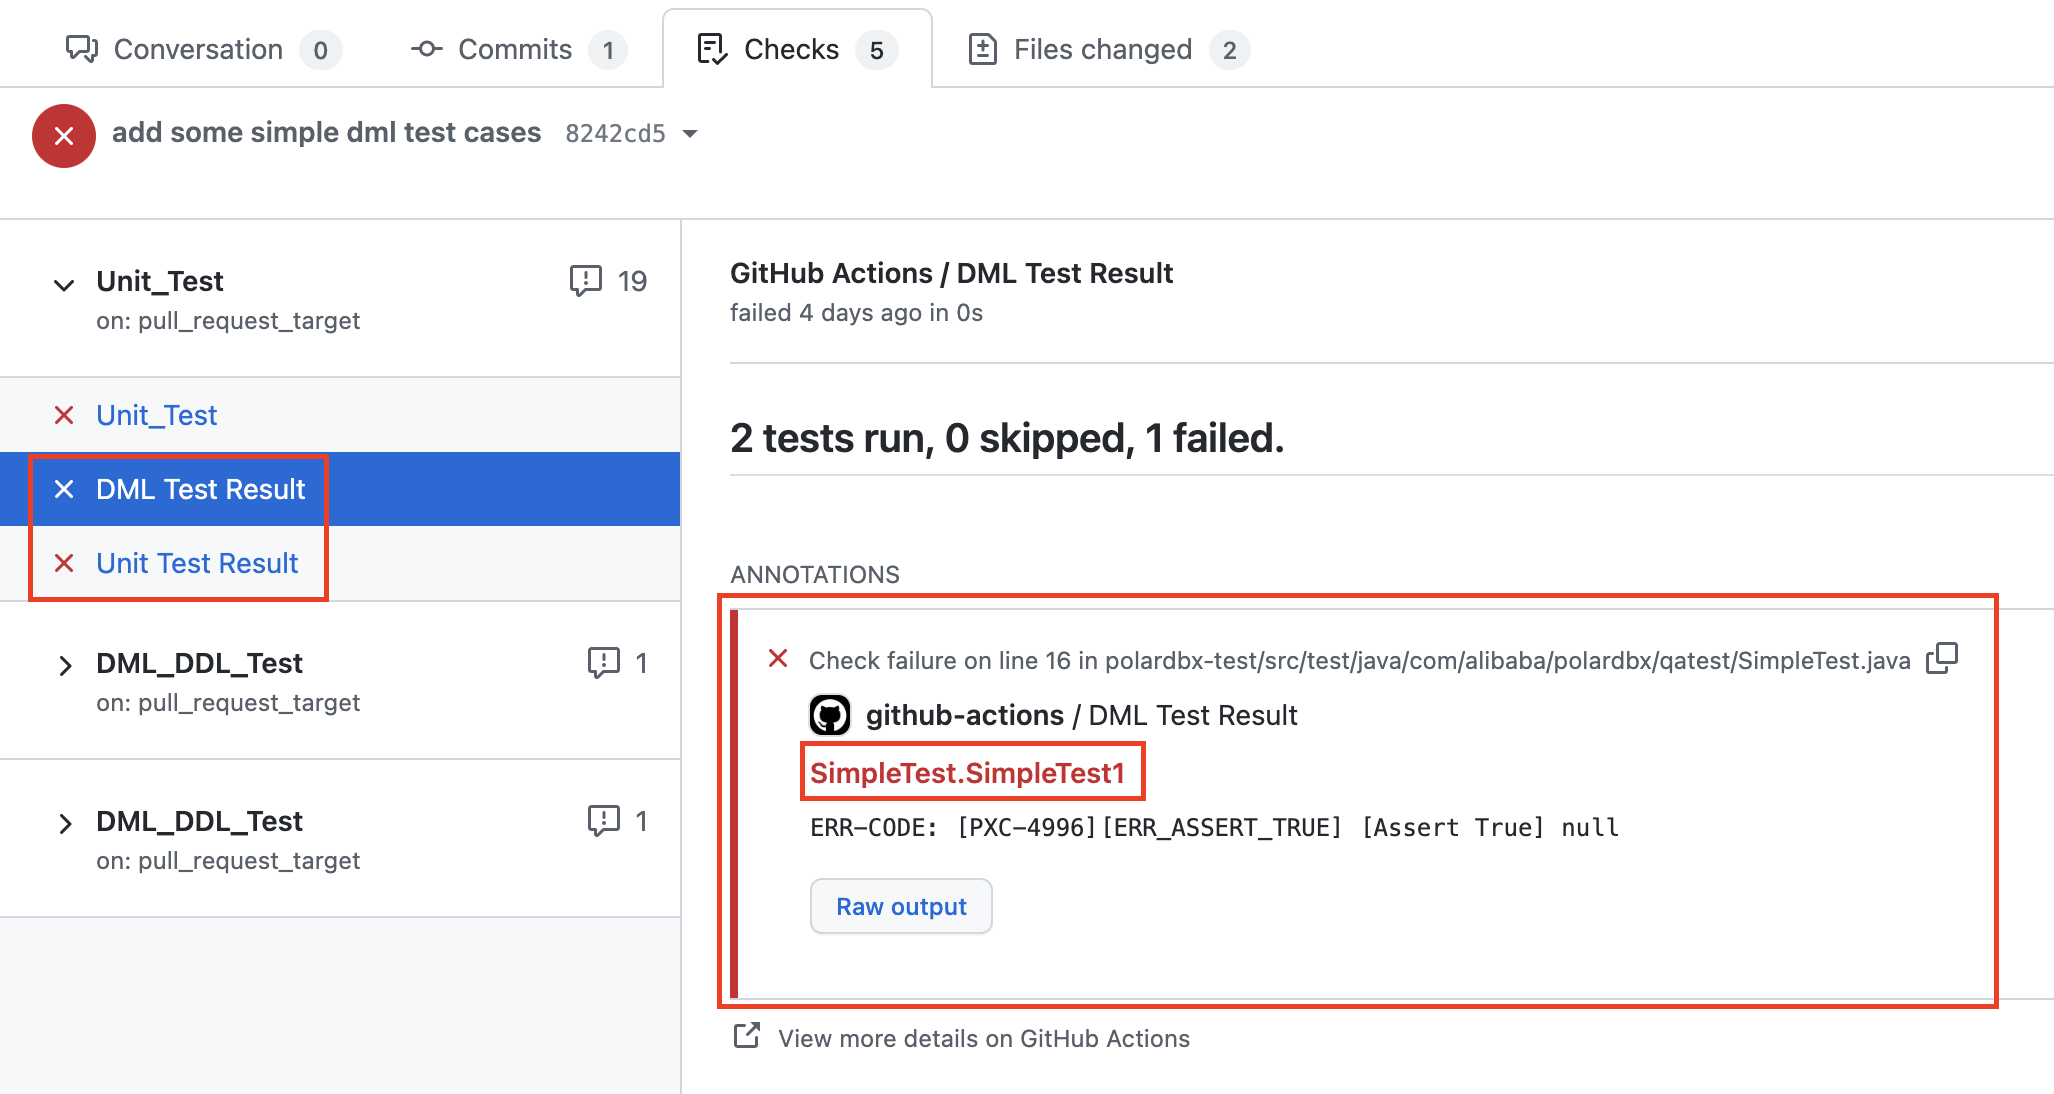 Conversation 0 Commits 1 Checks 5 Files changed 2
add some simple dml test cases 8242cd5
Unit_Test 19
on: pull_request_target
Unit_Test
DML Test Result
Unit Test Result
DML_DDL_Test 1
on: pull_request_target
DML_DDL_Test 1
on: pull_request_target
GitHub Actions / DML Test Result
failed 4 days ago in 0s
2 tests run, 0 skipped, 1 failed.
ANNOTATIONS
Check failure on line 16 in polardbx-test/src/test/java/com/alibaba/polardbx/qatest/SimpleTest.java
github-actions / DML Test Result
SimpleTest.SimpleTest1
ERR-CODE: [PXC-4996][ERR_ASSERT_TRUE] [Assert True] null
Raw output
View more details on GitHub Actions